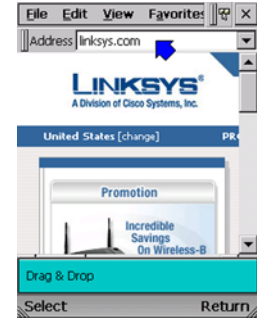 File Edit View Favorites
Address linksys.com
LINKSYS®
A Division of Cisco Systems, Inc.
United States [change] PR
Promotion
Incredible
Savings
On Wireless-B
Drag & Drop
Select Return